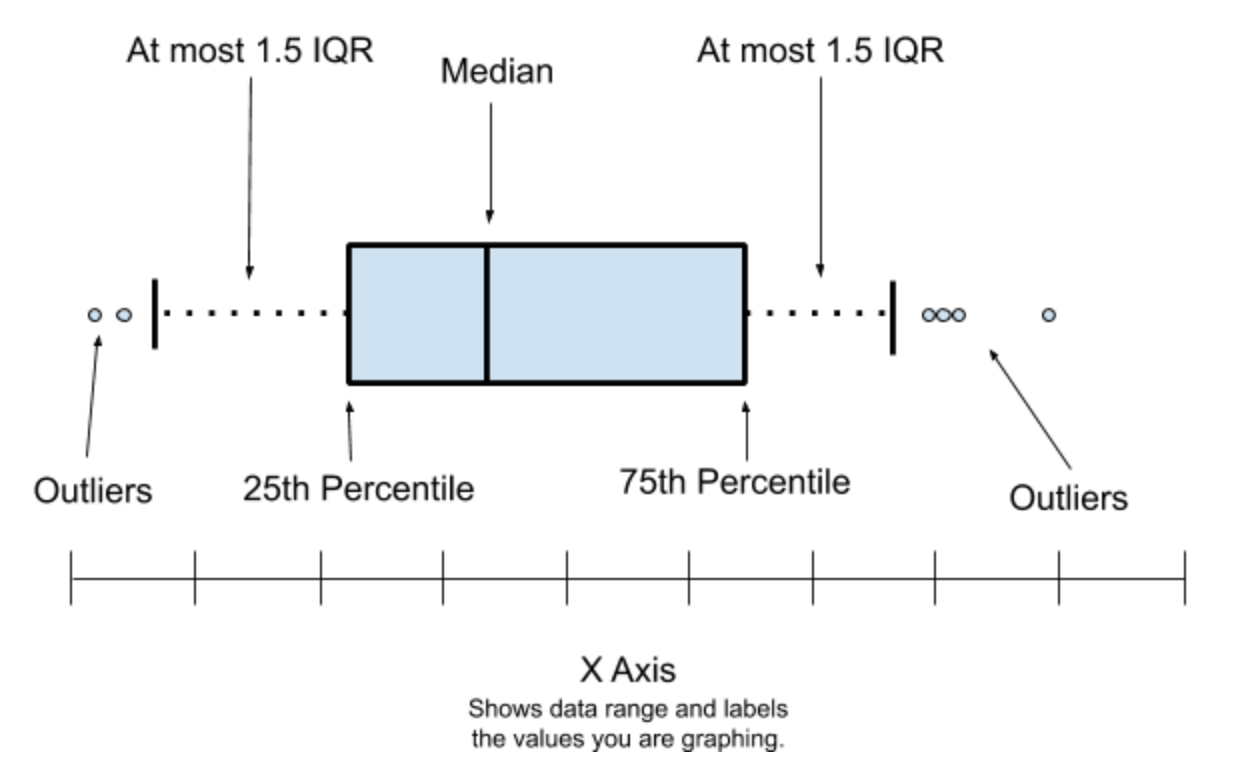 At most 1.5 IQR
Median
At most 1.5 IQR
Outliers
25th Percentile
75th Percentile
Outliers
X Axis
Shows data range and labels
the values you are graphing.